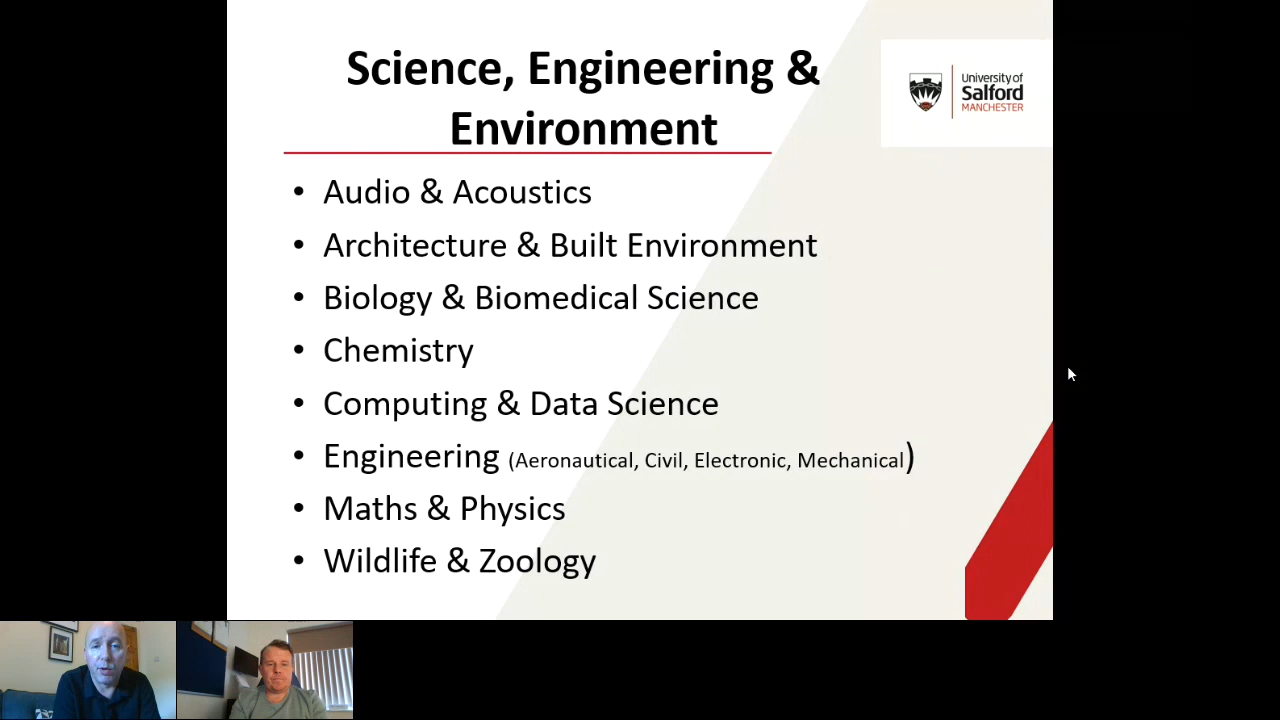 Science, Engineering &
Environment
University of
Salford
MANCHESTER
• Audio & Acoustics
• Architecture & Built Environment
• Biology & Biomedical Science
• Chemistry
• Computing & Data Science
• Engineering (Aeronautical, Civil, Electronic, Mechanical)
• Maths & Physics
• Wildlife & Zoology